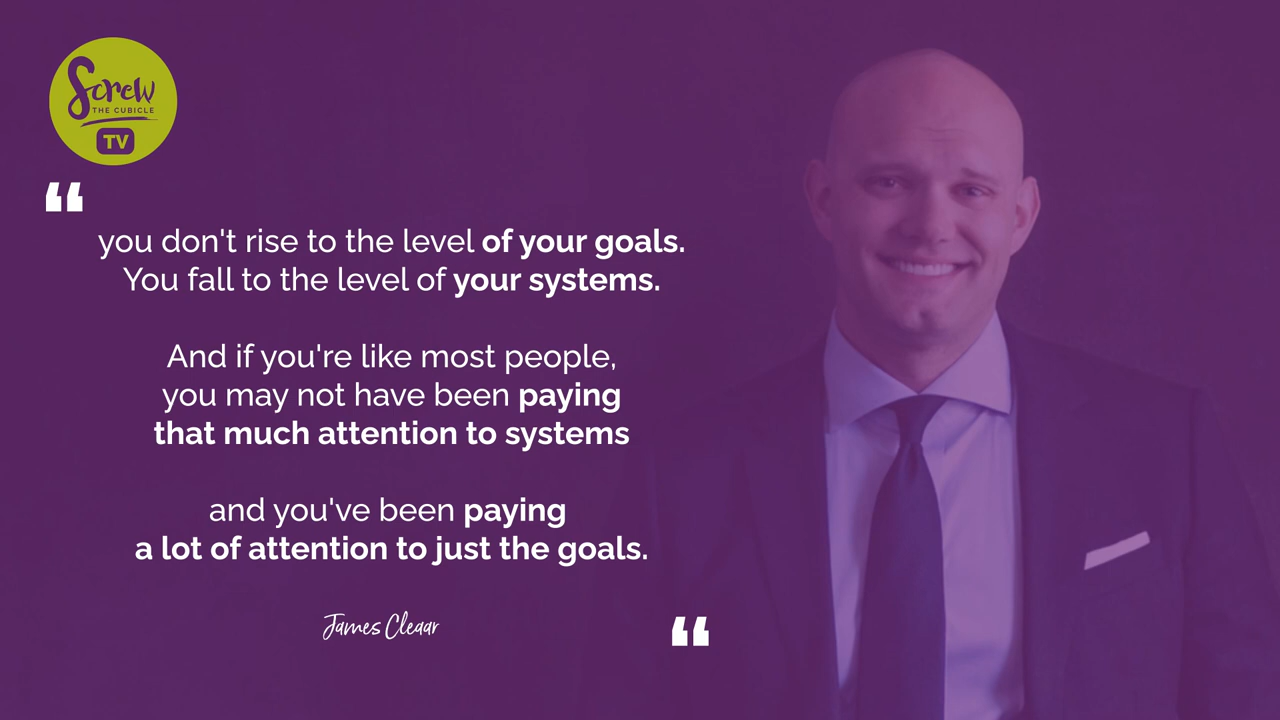 Screw
THE CUBICLE
TV
“
you don't rise to the level of your goals.
You fall to the level of your systems.
And if you're like most people,
you may not have been paying
that much attention to systems
and you've been paying
a lot of attention to just the goals.
James Cleaar
“